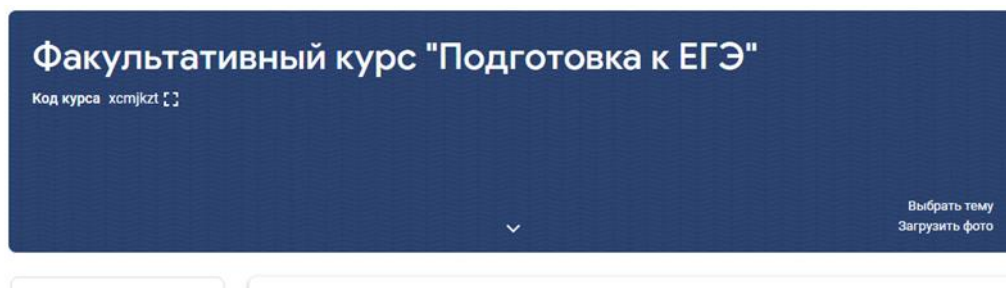 Факультативный курс "Подготовка к ЕГЭ"
Код курса xcmjkzt
Выбрать тему
Загрузить фото